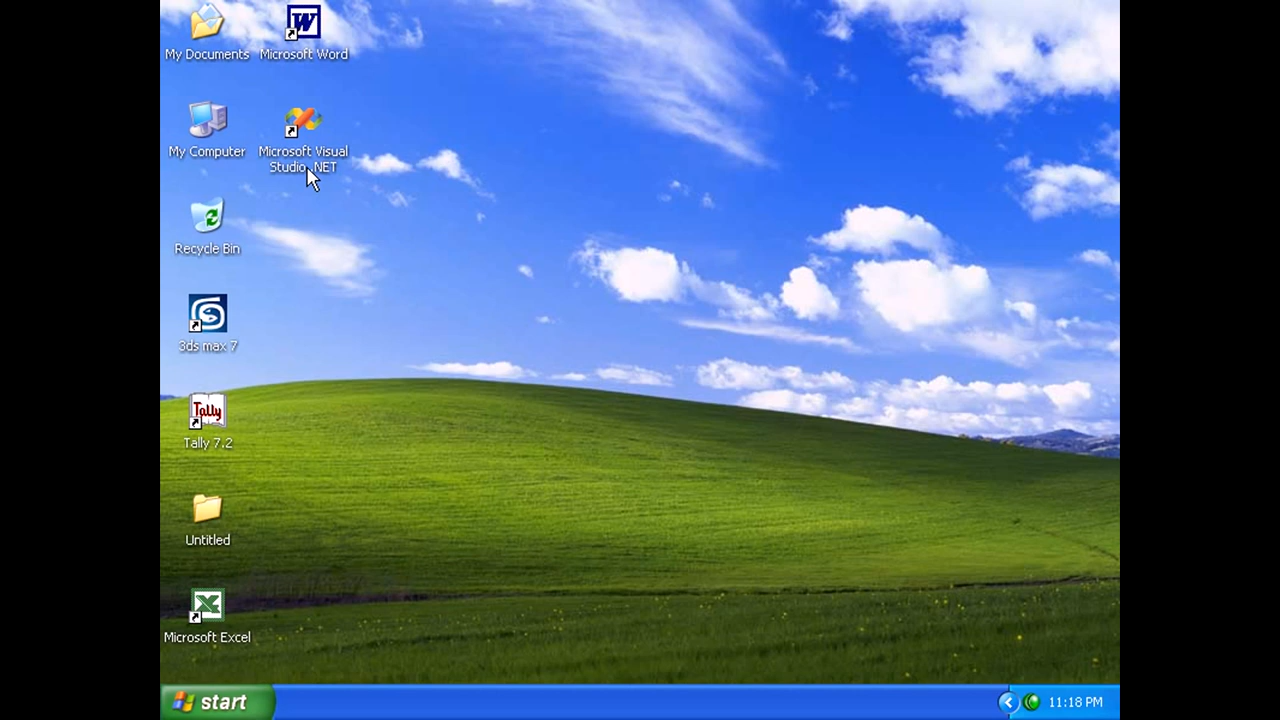 My Documents
Microsoft Word
W
My Computer
Microsoft Visual
Studio .NET
Recycle Bin
3ds max 7
Tally
Tally 7.2
Untitled
Microsoft Excel
start
11:18 PM